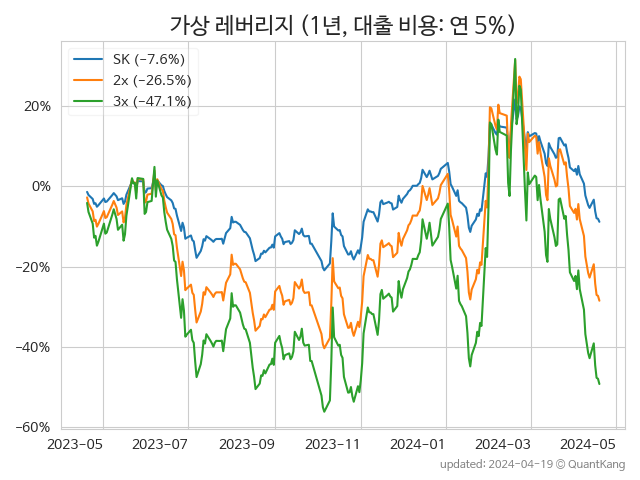 가상 레버리지 (1년, 대출 비용: 연 5%)
SK (−7.6%)
2x (−26.5%)
3x (−47.1%)
20%
0%
−20%
−40%
−60%
2023-05 2023-07 2023-09 2023-11 2024-01 2024-03 2024-05
updated: 2024-04-19 © QuantKang